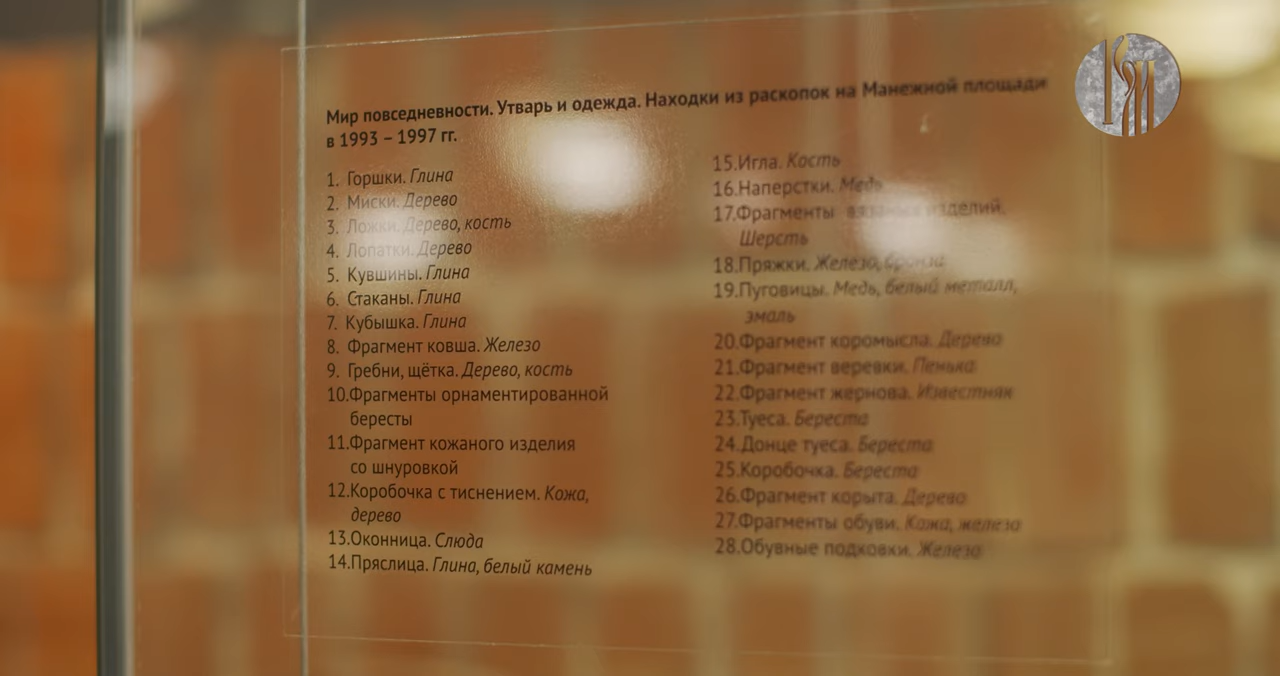 Мир повседневности. Утварь и одежда. Находки из раскопок на Манежной площади
в 1993 – 1997 гг.
1. Горшки. Глина
2. Миски. Дерево
3. Ложки. Дерево, кость
4. Лопатки. Дерево
5. Кувшины. Глина
6. Стаканы. Глина
7. Кубышка. Глина
8. Фрагмент ковша. Железо
9. Гребни, щётка. Дерево, кость
10.Фрагменты орнаментированной
бересты
11.Фрагмент кожаного изделия
со шнуровкой
12.Коробочка с тиснением. Кожа,
дерево
13.Оконница. Слюда
14.Пряслица. Глина, белый камень
15.Игла. Кость
16.Наперстки. Медь
17.Фрагменты вязаных изделий.
Шерсть
18.Пряжки. Железо, бронза
19.Пуговицы. Медь, белый металл,
эмаль
20.Фрагмент коромысла. Дерево
21.Фрагмент веревки. Пенька
22.Фрагмент жернова. Известняк
23.Туеса. Береста
24.Донце туеса. Береста
25.Коробочка. Береста
26.Фрагмент корыта. Дерево
27.Фрагменты обуви. Кожа, железо
28.Обувные подковки. Железо